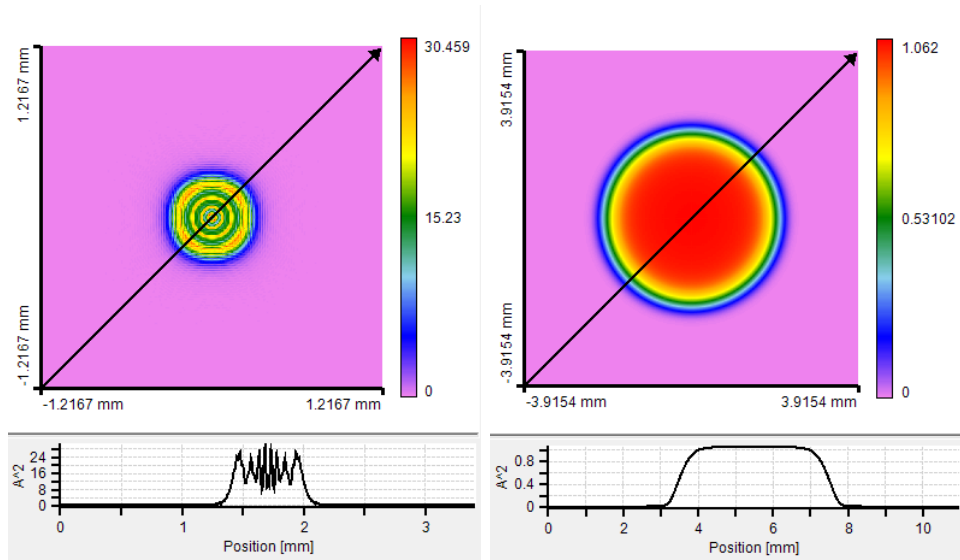 1.2167 mm
-1.2167 mm
-1.2167 mm
1.2167 mm
30.459
15.23
0
A^2
24
16
8
0
0
1
2
3
Position [mm]
3.9154 mm
-3.9154 mm
-3.9154 mm
3.9154 mm
1.062
0.53102
0
A^2
0.8
0.4
0
0
2
4
6
8
10
Position [mm]